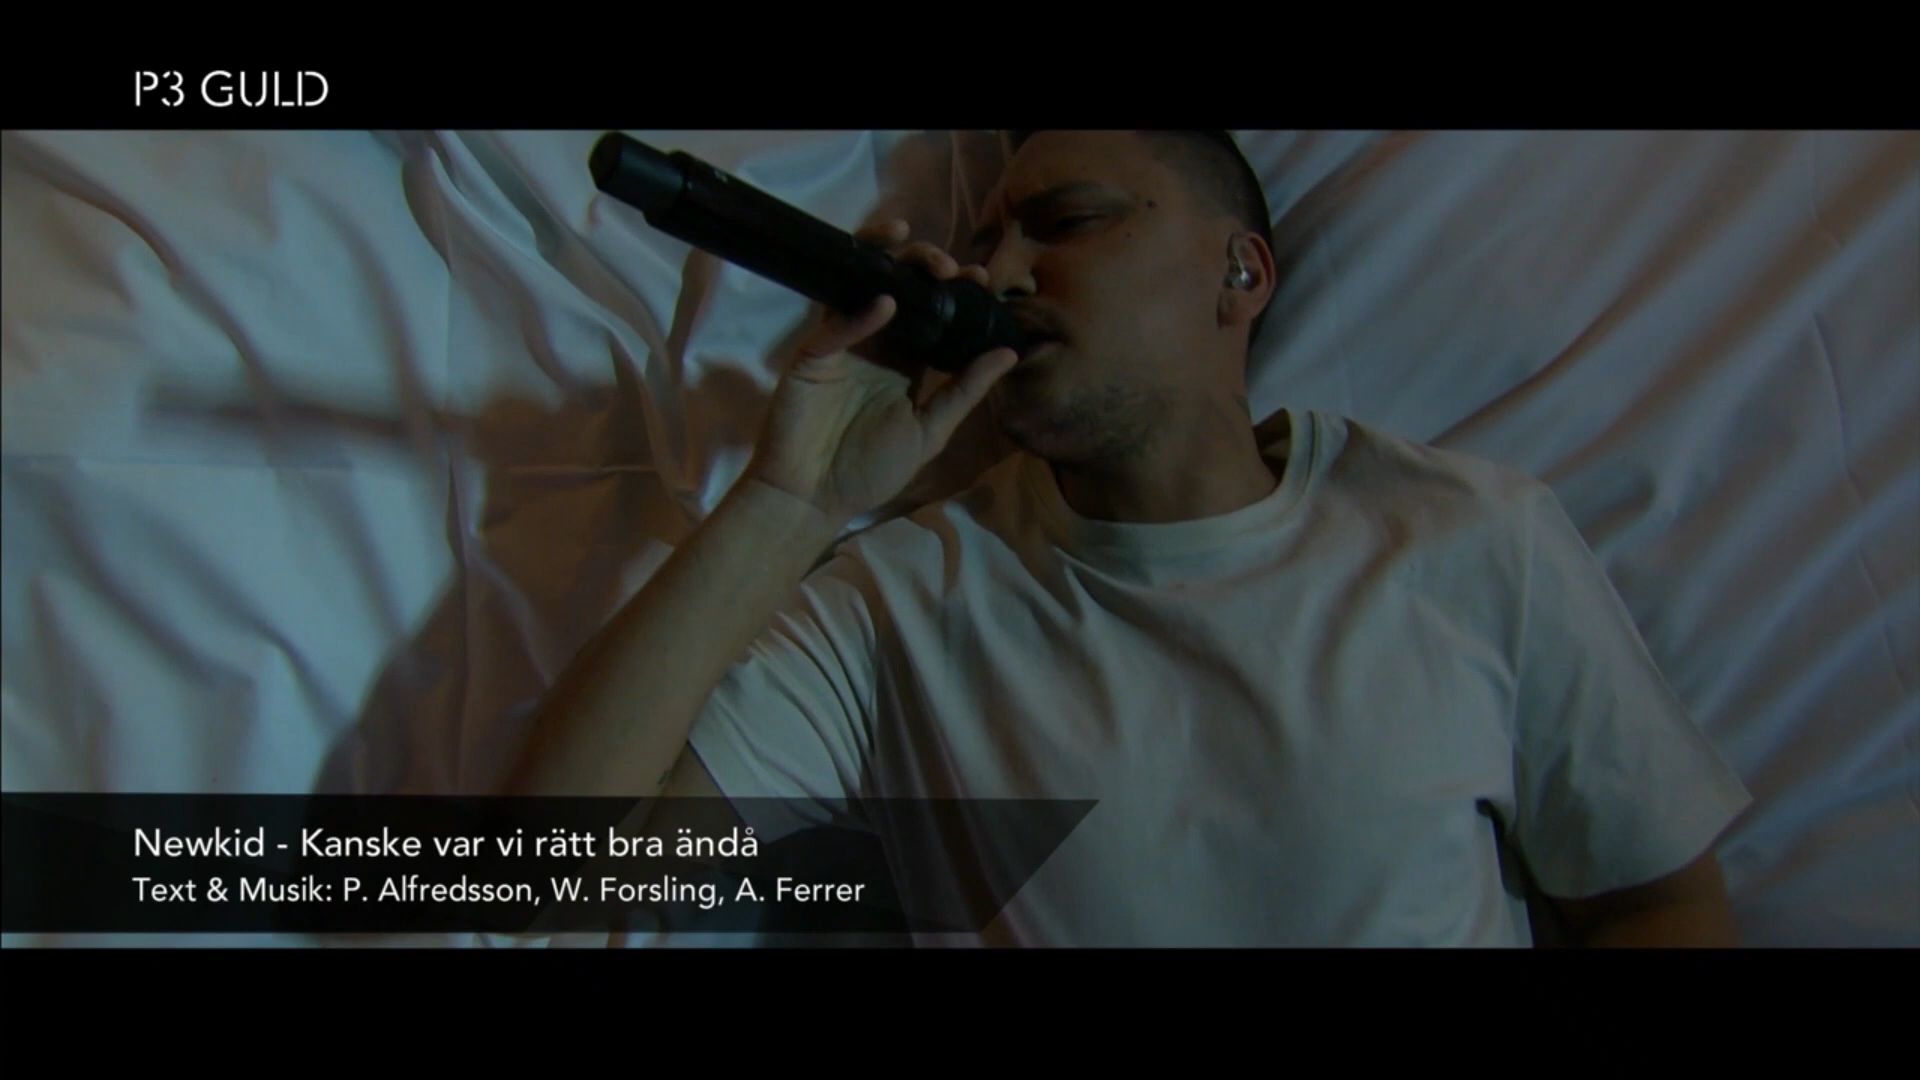 P3 GULD
Newkid - Kanske var vi rätt bra ändå
Text & Musik: P. Alfredsson, W. Forsling, A. Ferrer